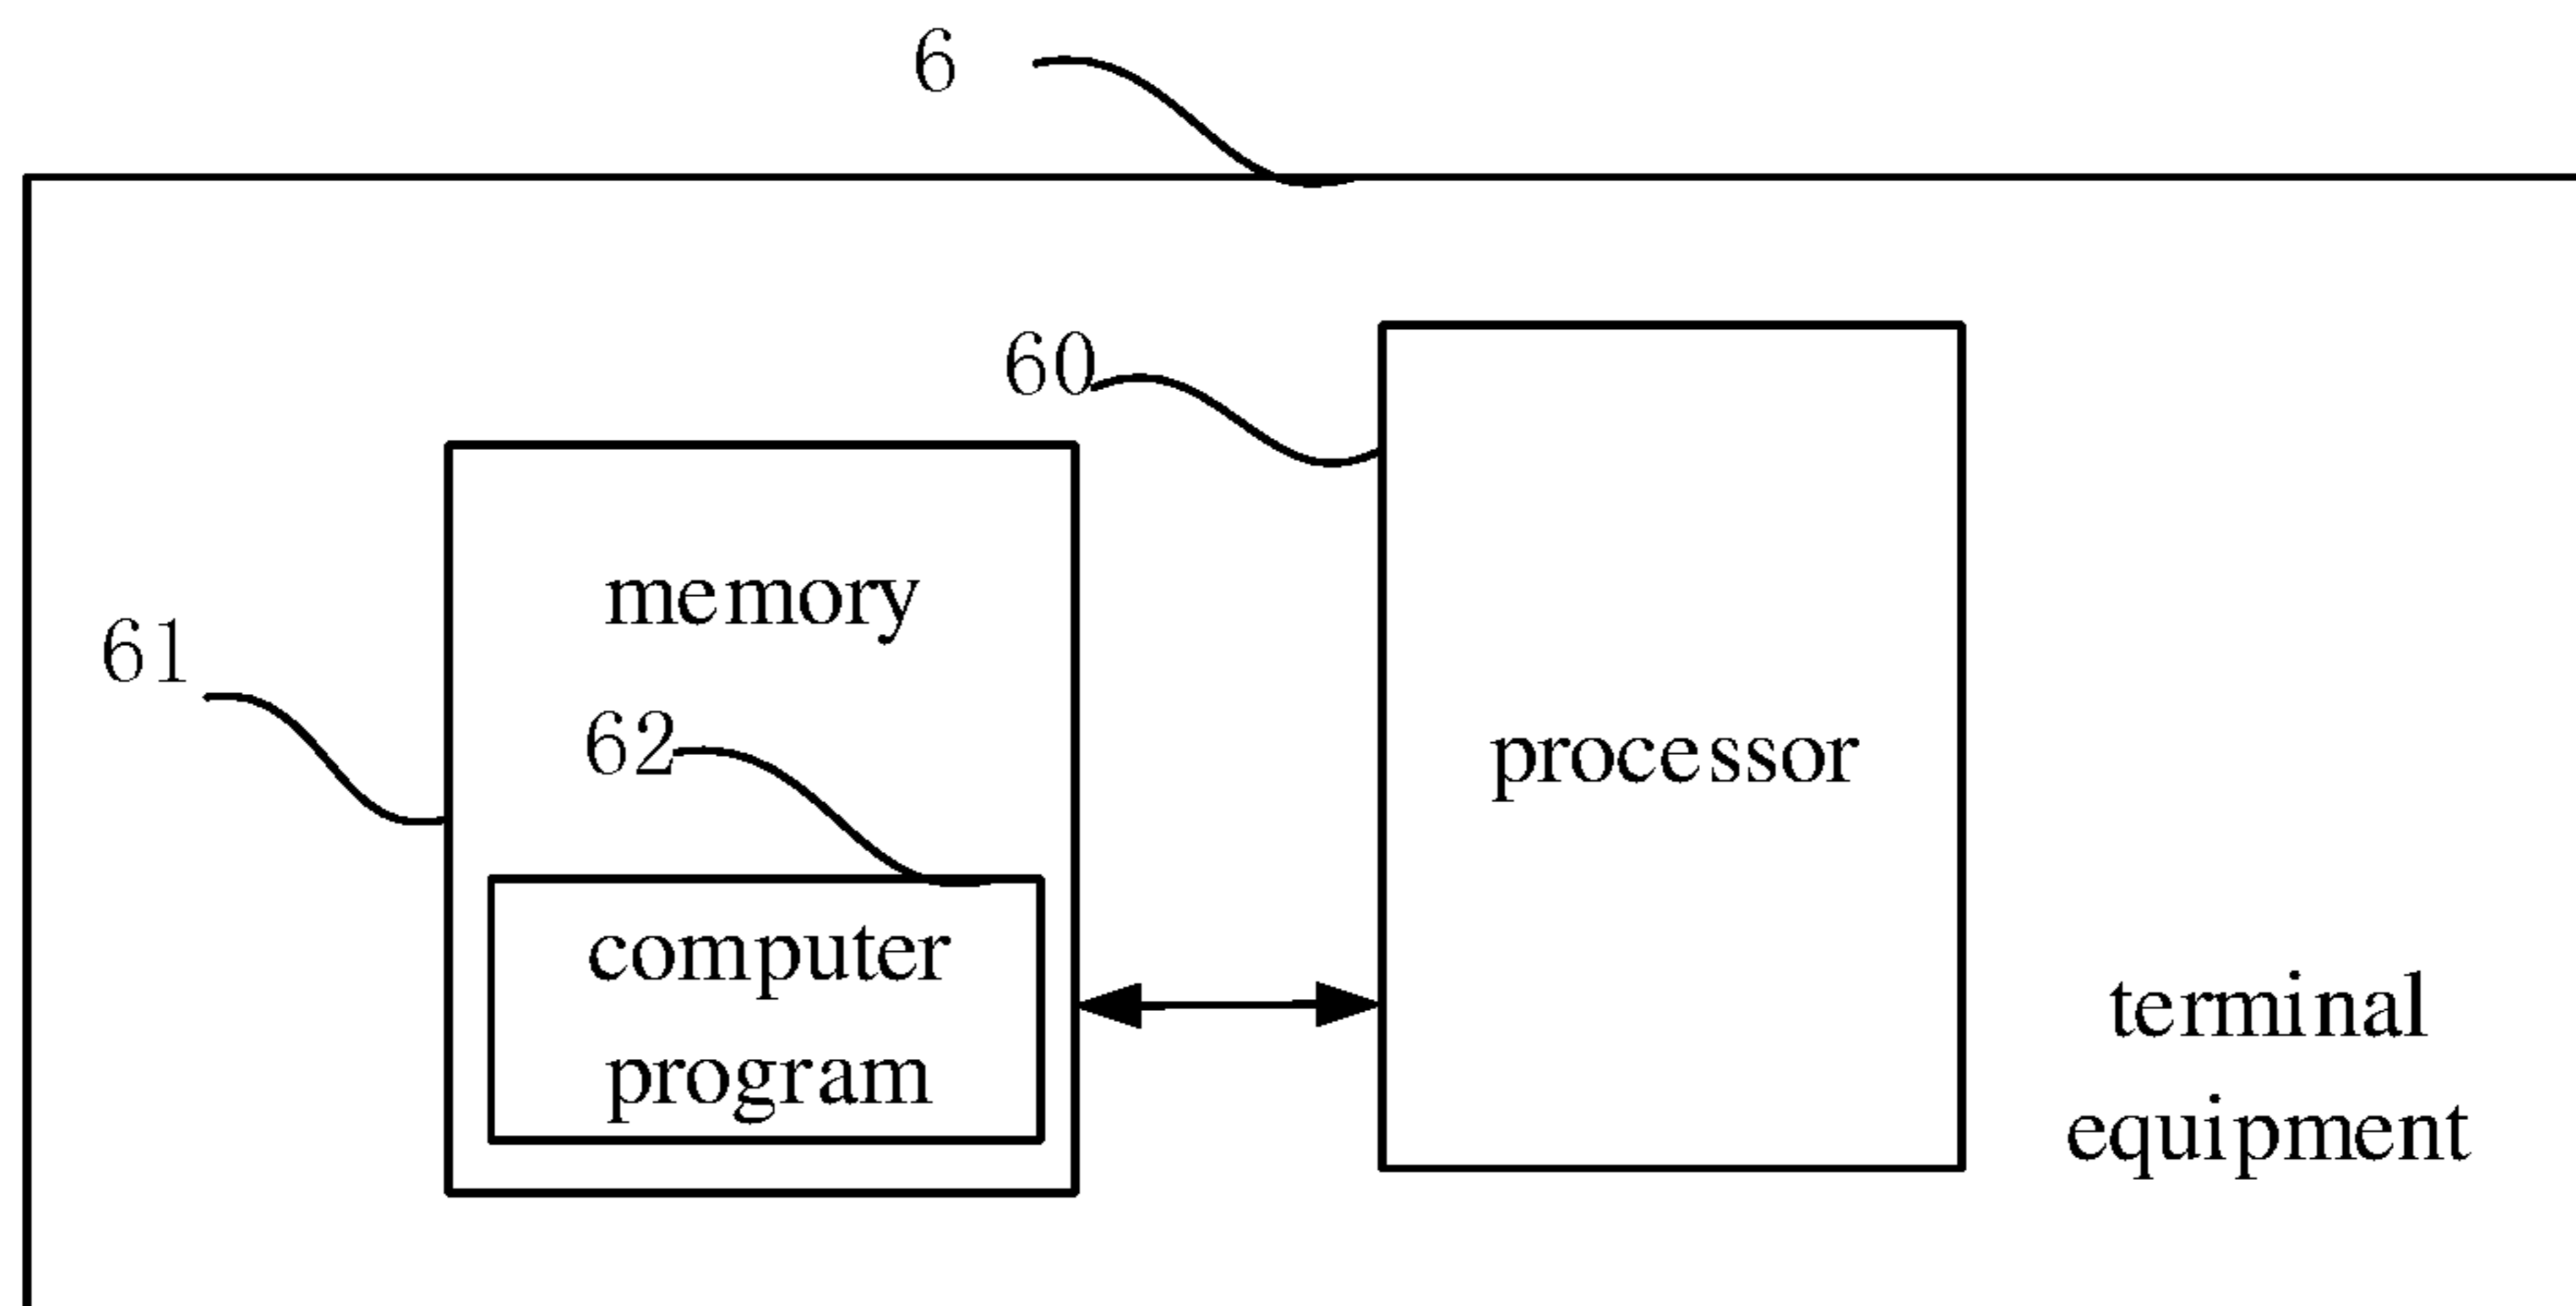 6
60
memory
61
62
processor
computer
program
terminal
equipment